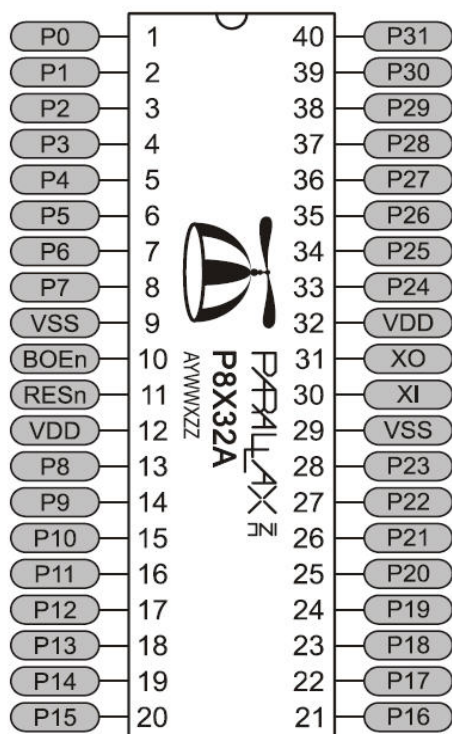 P0 1 40 P31
P1 2 39 P30
P2 3 38 P29
P3 4 37 P28
P4 5 36 P27
P5 6 35 P26
P6 7 34 P25
P7 8 33 P24
VSS 9 32 VDD
BOEn 10 31 XO
RESn 11 30 XI
VDD 12 29 VSS
P8 13 28 P23
P9 14 27 P22
P10 15 26 P21
P11 16 25 P20
P12 17 24 P19
P13 18 23 P18
P14 19 22 P17
P15 20 21 P16
PARALLAX INC
P8X32A
AYWWXZZ